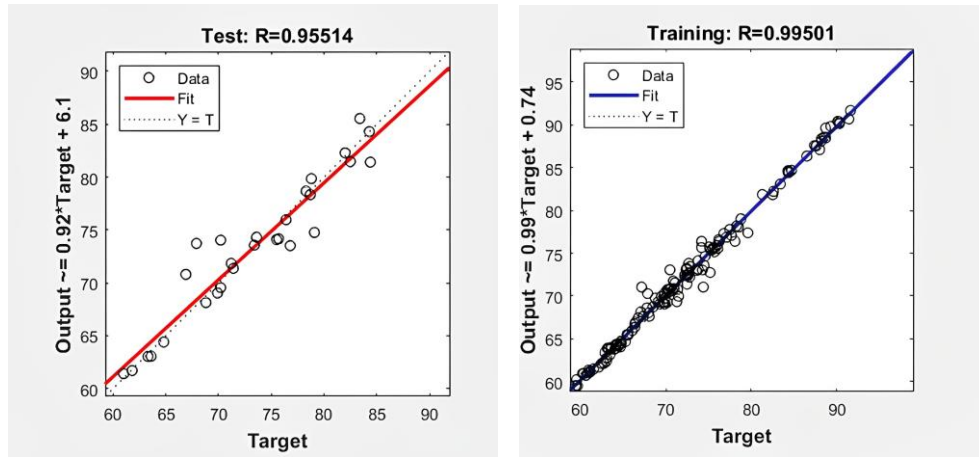 Test: R=0.95514
Output ~= 0.92*Target + 6.1
90
85
80
75
70
65
60
Data
Fit
Y = T
60 65 70 75 80 85 90
Target
Training: R=0.99501
Output ~= 0.99*Target + 0.74
95
90
85
80
75
70
65
60
Data
Fit
Y = T
60 70 80 90
Target